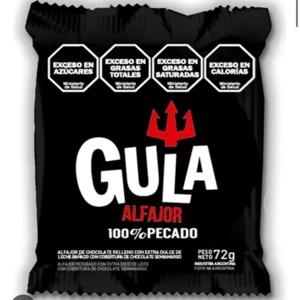 EXCESO EN
AZÚCARES
Ministerio
de Salud
EXCESO EN
GRASAS
TOTALES
Ministerio
de Salud
EXCESO EN
GRASAS
SATURADAS
Ministerio
de Salud
EXCESO EN
CALORÍAS
Ministerio
de Salud
GULA
ALFAJOR
100%PECADO
ALFAJOR DE CHOCOLATE RELLENO CON EXTRA DULCE DE
LECHE BAÑADO CON COBERTURA DE CHOCOLATE SEMIAMARGO
PESO
NETO 72g
INDUSTRIA ARGENTINA